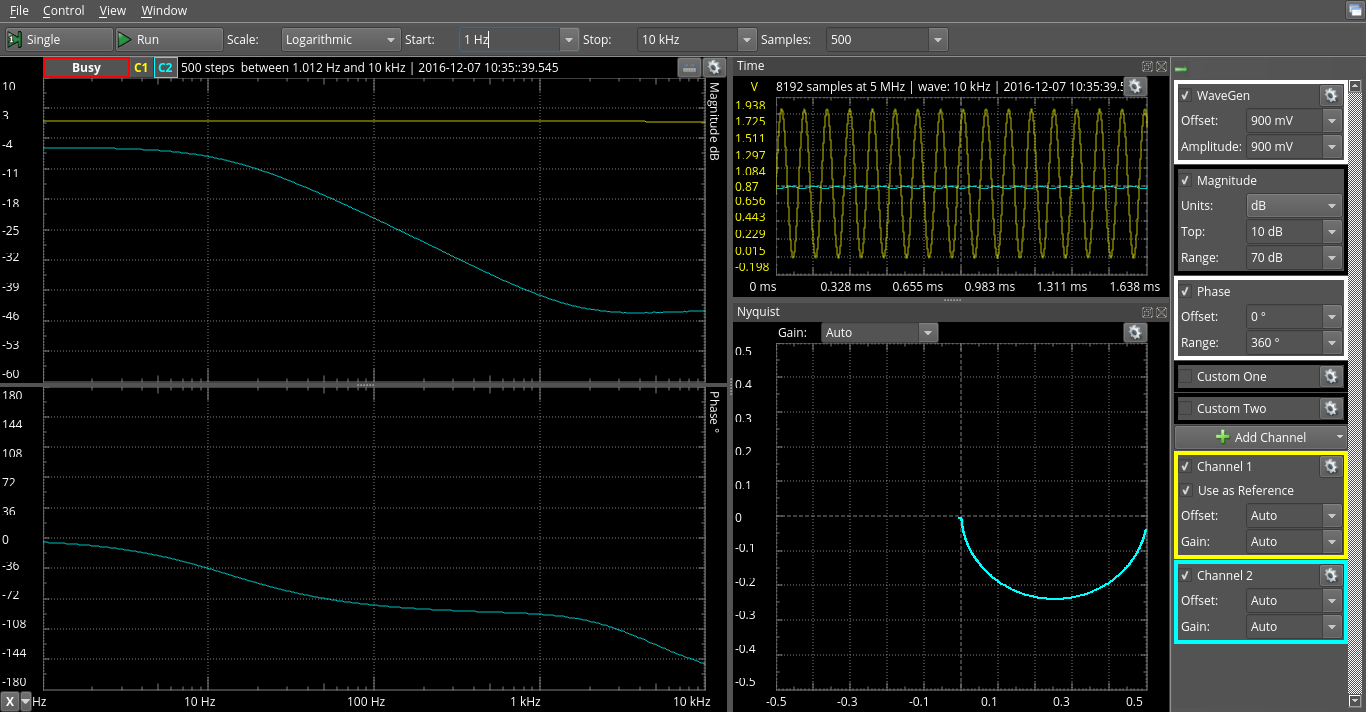 File Control View Window
Single Run Scale: Logarithmic Start: 1 Hz Stop: 10 kHz Samples: 500
Busy C1 C2 500 steps between 1.012 Hz and 10 kHz | 2016-12-07 10:35::39.545
10
3
-4
-11
-18
-25
-32
-39
-46
-53
-60
Magnitude dB
180
144
108
72
36
0
-36
-72
-108
-144
-180
Phase °
X Hz 10 Hz 100 Hz 1 kHz 10 kHz
Time
V 8192 samples at 5 MHz | wave: 10 kHz | 2016-12-07 10:35:39.5
1.938
1.725
1.511
1.297
1.084
0.87
0.656
0.443
0.229
0.015
-0.198
0 ms 0.328 ms 0.655 ms 0.983 ms 1.311 ms 1.638 ms
Nyquist
Gain: Auto
0.5
0.4
0.3
0.2
0.1
0
-0.1
-0.2
-0.3
-0.4
-0.5
-0.5 -0.3 -0.1 0.1 0.3 0.5
WaveGen
Offset: 900 mV
Amplitude: 900 mV
Magnitude
Units: dB
Top: 10 dB
Range: 70 dB
Phase
Offset: 0 °
Range: 360 °
Custom One
Custom Two
Add Channel
Channel 1
Use as Reference
Offset: Auto
Gain: Auto
Channel 2
Offset: Auto
Gain: Auto